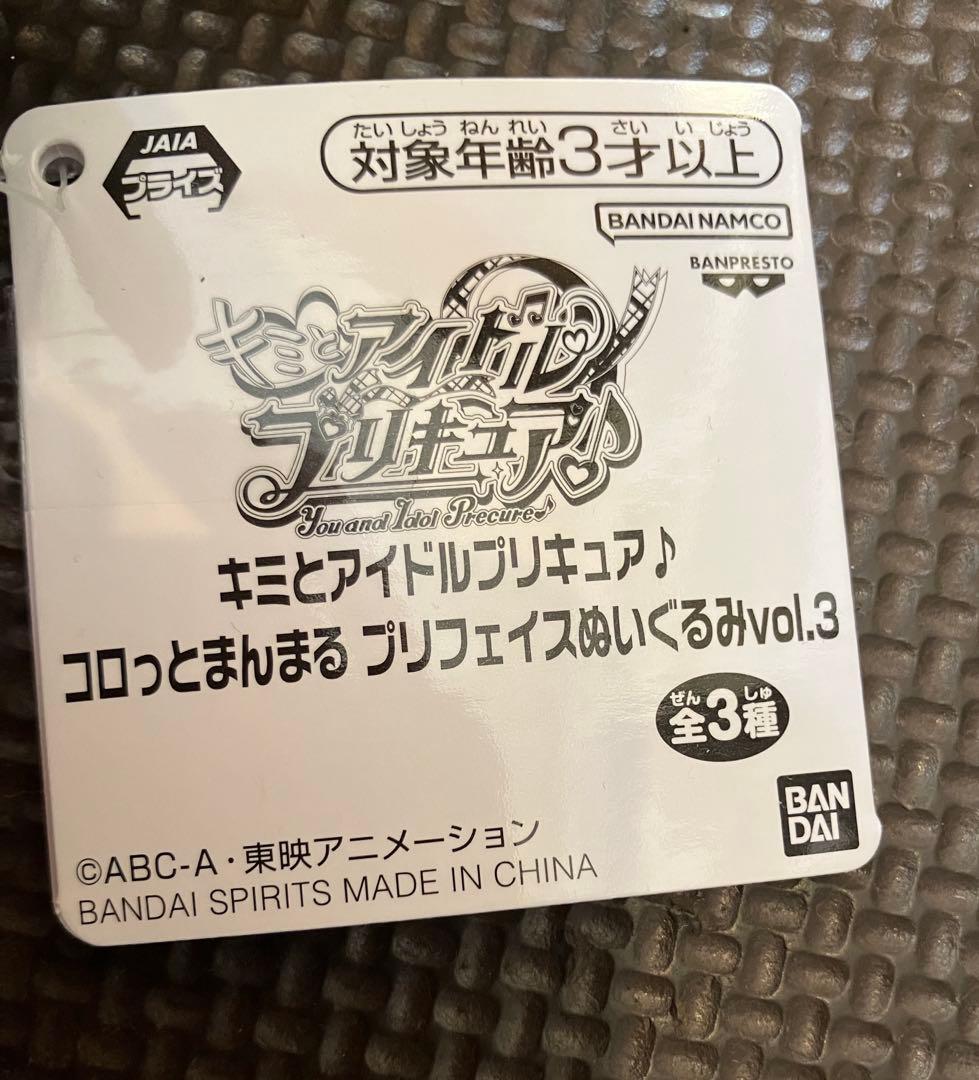 JAIA
プライズ
たいしょうねんれい さい いじょう
対象年齢3才以上
BANDAI NAMCO
BANPRESTO
キミとアイドル
プリキュア♪
You and Idol Precure♪
キミとアイドルプリキュア♪
コロっとまんまる プリフェイスぬいぐるみvol.3
ぜん しゅ
全3種
BAN
DAI
©ABC-A・東映アニメーション
BANDAI SPIRITS MADE IN CHINA